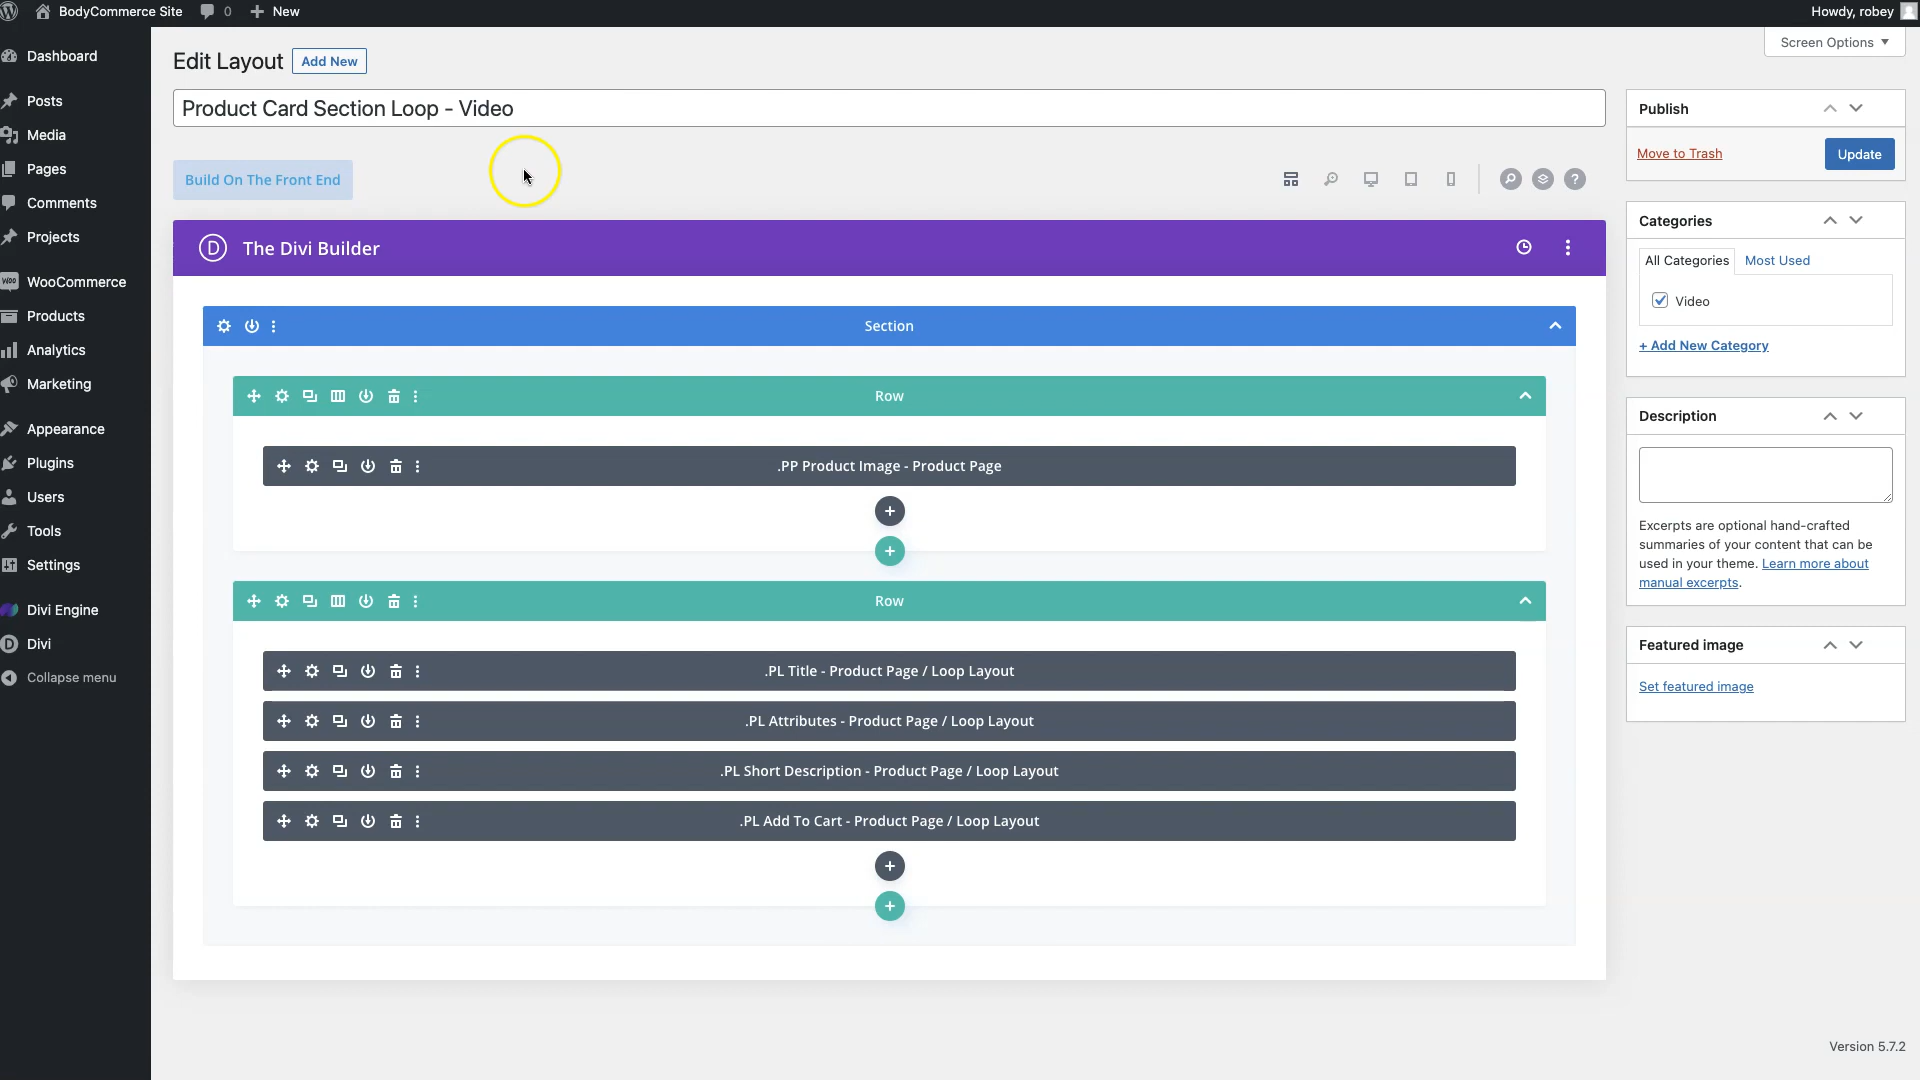 BodyCommerce Site
0
New
Howdy, robey
Screen Options
Dashboard
Posts
Media
Pages
Comments
Projects
WooCommerce
Products
Analytics
Marketing
Appearance
Plugins
Users
Tools
Settings
Divi Engine
Divi
Collapse menu
Edit Layout
Add New
Product Card Section Loop - Video
Build On The Front End
?
D
The Divi Builder
Section
Row
.PP Product Image - Product Page
Row
.PL Title - Product Page / Loop Layout
.PL Attributes - Product Page / Loop Layout
.PL Short Description - Product Page / Loop Layout
.PL Add To Cart - Product Page / Loop Layout
Publish
Move to Trash
Update
Categories
All Categories
Most Used
Video
+ Add New Category
Description
Excerpts are optional hand-crafted
summaries of your content that can be
used in your theme. Learn more about
manual excerpts.
Featured image
Set featured image
Version 5.7.2